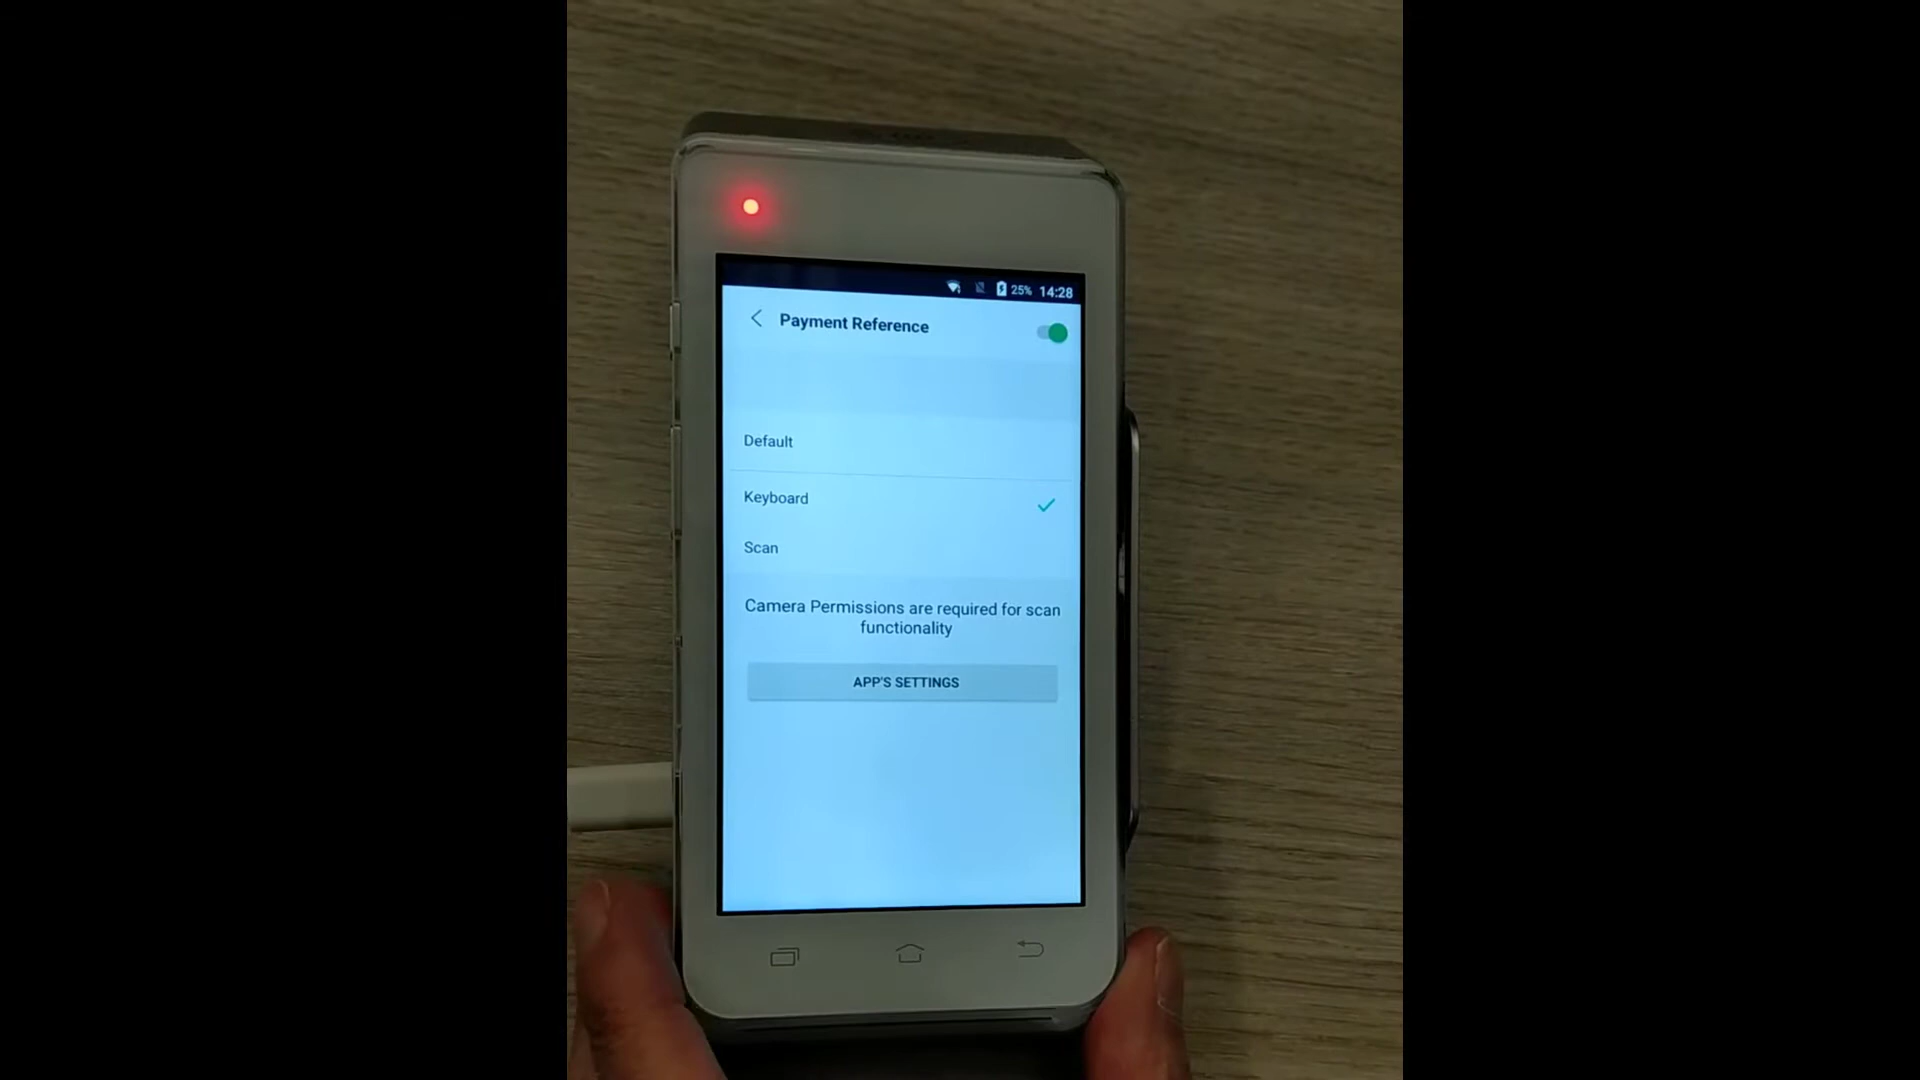 25% 14:28
Payment Reference
Default
Keyboard
Scan
Camera Permissions are required for scan
functionality
APP'S SETTINGS